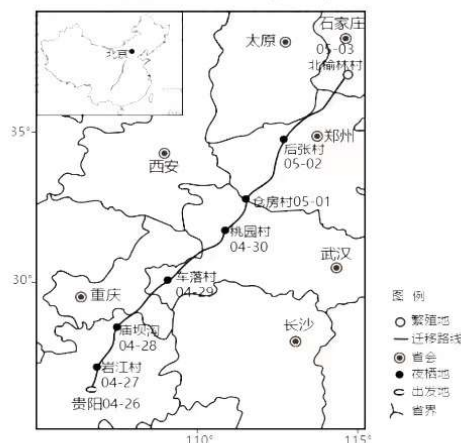 石家庄
05-03
太原
北榆林村
北京
35°
郑州
后张村
05-02
西安
仓房村05-01
桃园村
04-30
武汉
30°
车落村
04-29
重庆
庙坝沟
04-28
长沙
岩江村
04-27
贵阳04-26
110°
115°
图 例
繁殖地
迁移路线
省会
夜栖地
出发地
省界